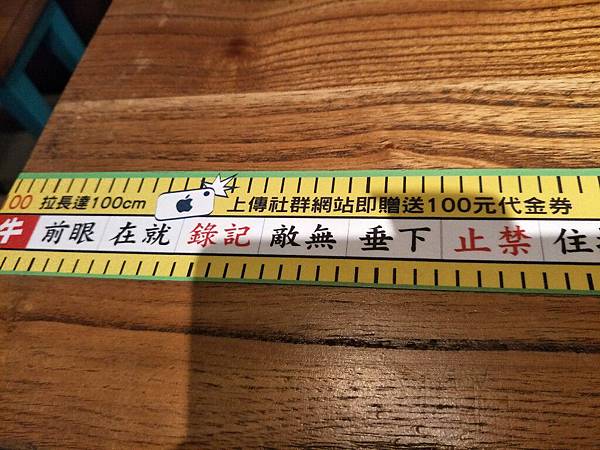 00 拉長達100cm 上傳社群網站即贈送100元代金券
牛 前眼 在就 錄記 敵無 垂下 止禁 住